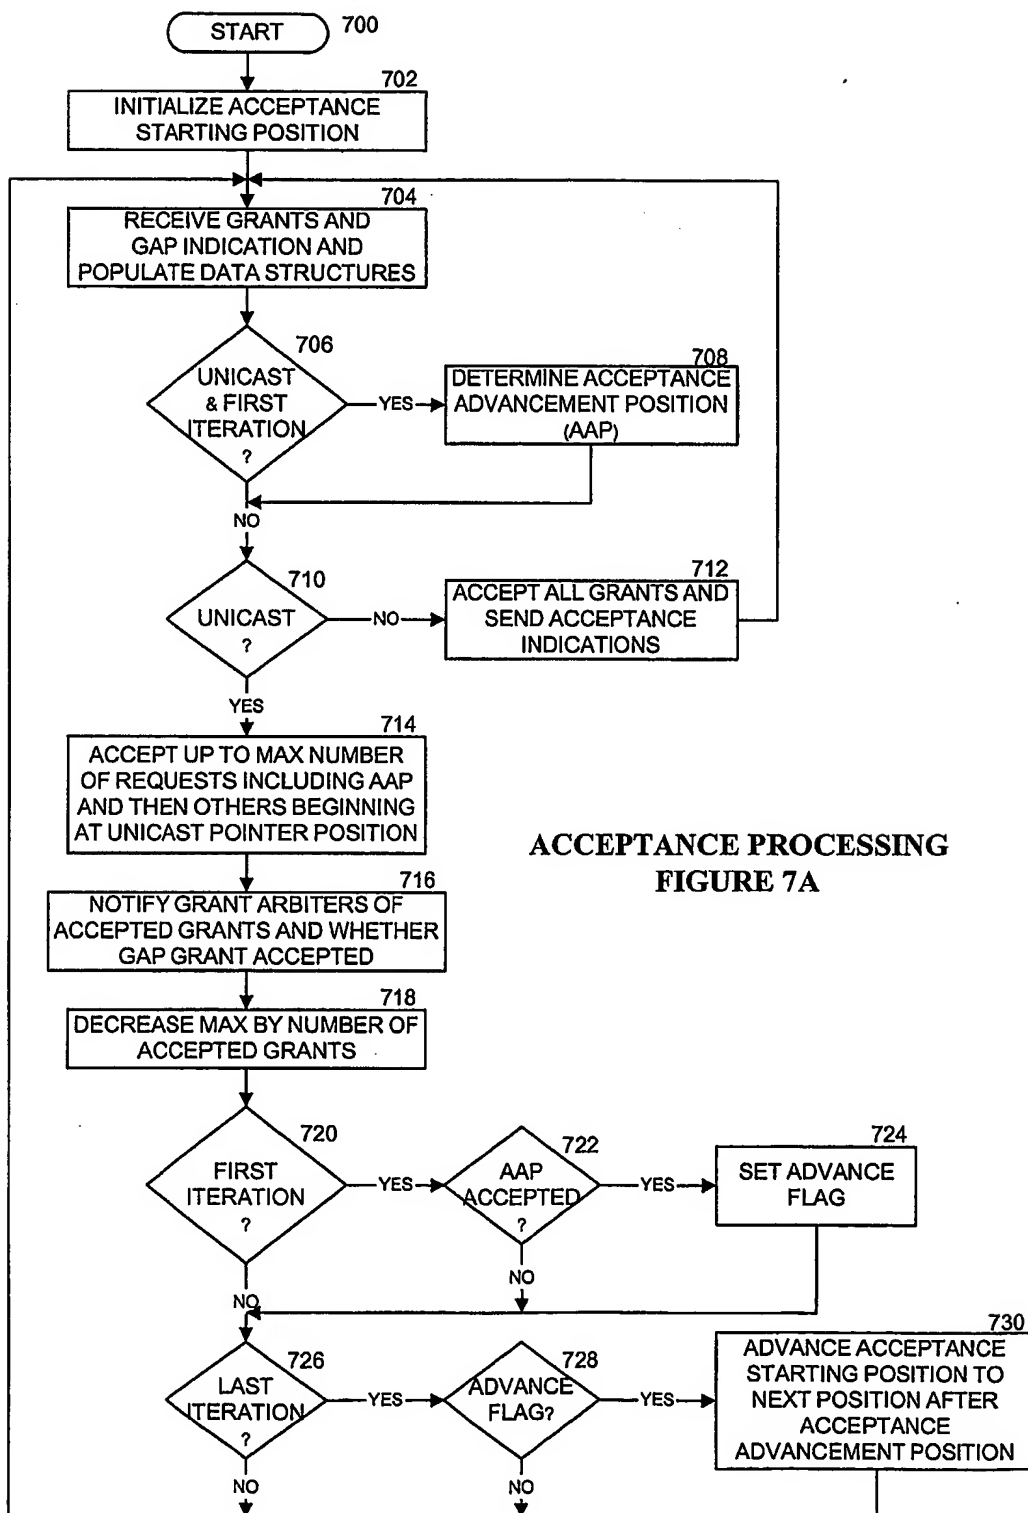 START
700
702
INITIALIZE ACCEPTANCE
STARTING POSITION
704
RECEIVE GRANTS AND
GAP INDICATION AND
POPULATE DATA STRUCTURES
706
UNICAST
& FIRST
ITERATION
?
YES
708
DETERMINE ACCEPTANCE
ADVANCEMENT POSITION
(AAP)
NO
710
UNICAST
?
NO
712
ACCEPT ALL GRANTS AND
SEND ACCEPTANCE
INDICATIONS
YES
714
ACCEPT UP TO MAX NUMBER
OF REQUESTS INCLUDING AAP
AND THEN OTHERS BEGINNING
AT UNICAST POINTER POSITION
ACCEPTANCE PROCESSING
FIGURE 7A
716
NOTIFY GRANT ARBITERS OF
ACCEPTED GRANTS AND WHETHER
GAP GRANT ACCEPTED
718
DECREASE MAX BY NUMBER OF
ACCEPTED GRANTS
720
FIRST
ITERATION
?
YES
722
AAP
ACCEPTED
?
YES
724
SET ADVANCE
FLAG
NO
NO
726
LAST
ITERATION
?
YES
728
ADVANCE
FLAG?
YES
730
ADVANCE ACCEPTANCE
STARTING POSITION TO
NEXT POSITION AFTER
ACCEPTANCE
ADVANCEMENT POSITION
NO
NO